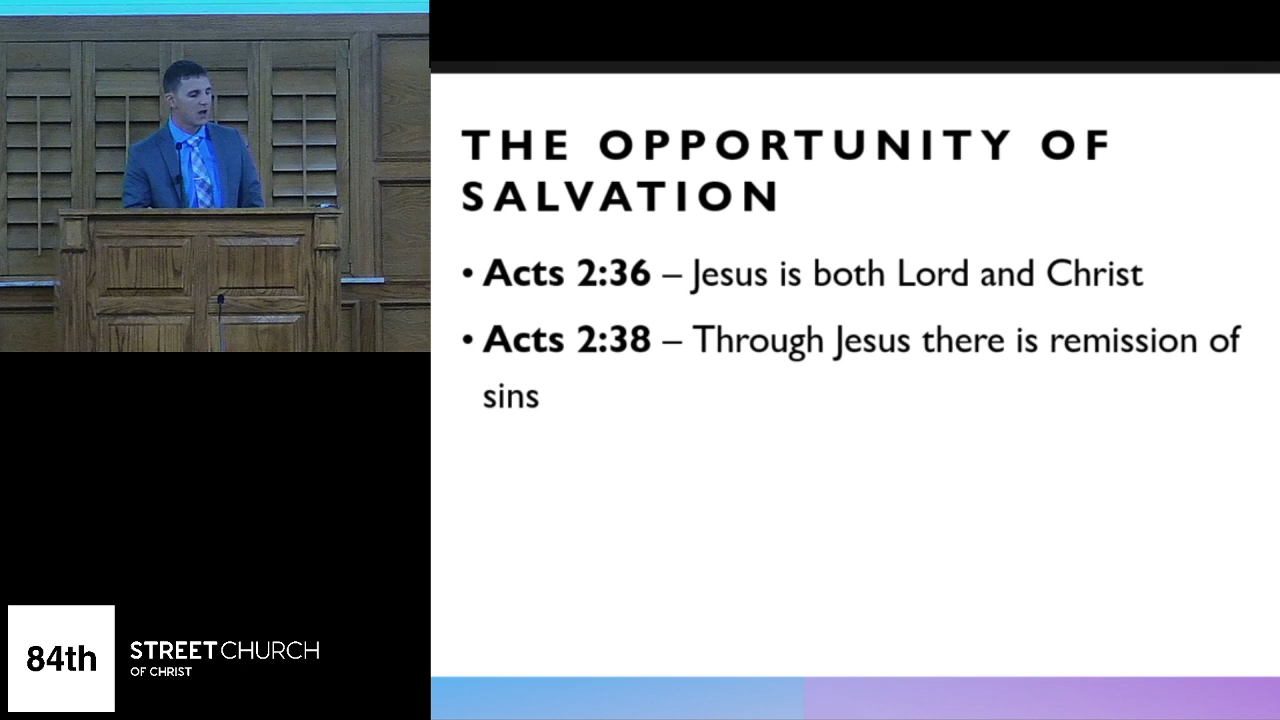 THE OPPORTUNITY OF
SALVATION
• Acts 2:36 – Jesus is both Lord and Christ
• Acts 2:38 – Through Jesus there is remission of
sins
84th
STREET CHURCH
OF CHRIST